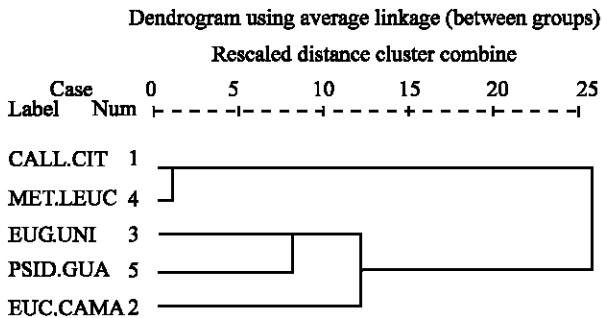 Dendrogram using average linkage (between groups)
Rescaled distance cluster combine
Case 0 5 10 15 20 25
Label Num
CALL.CIT 1
MET.LEUC 4
EUG.UNI 3
PSID.GUA 5
EUC.CAMA 2